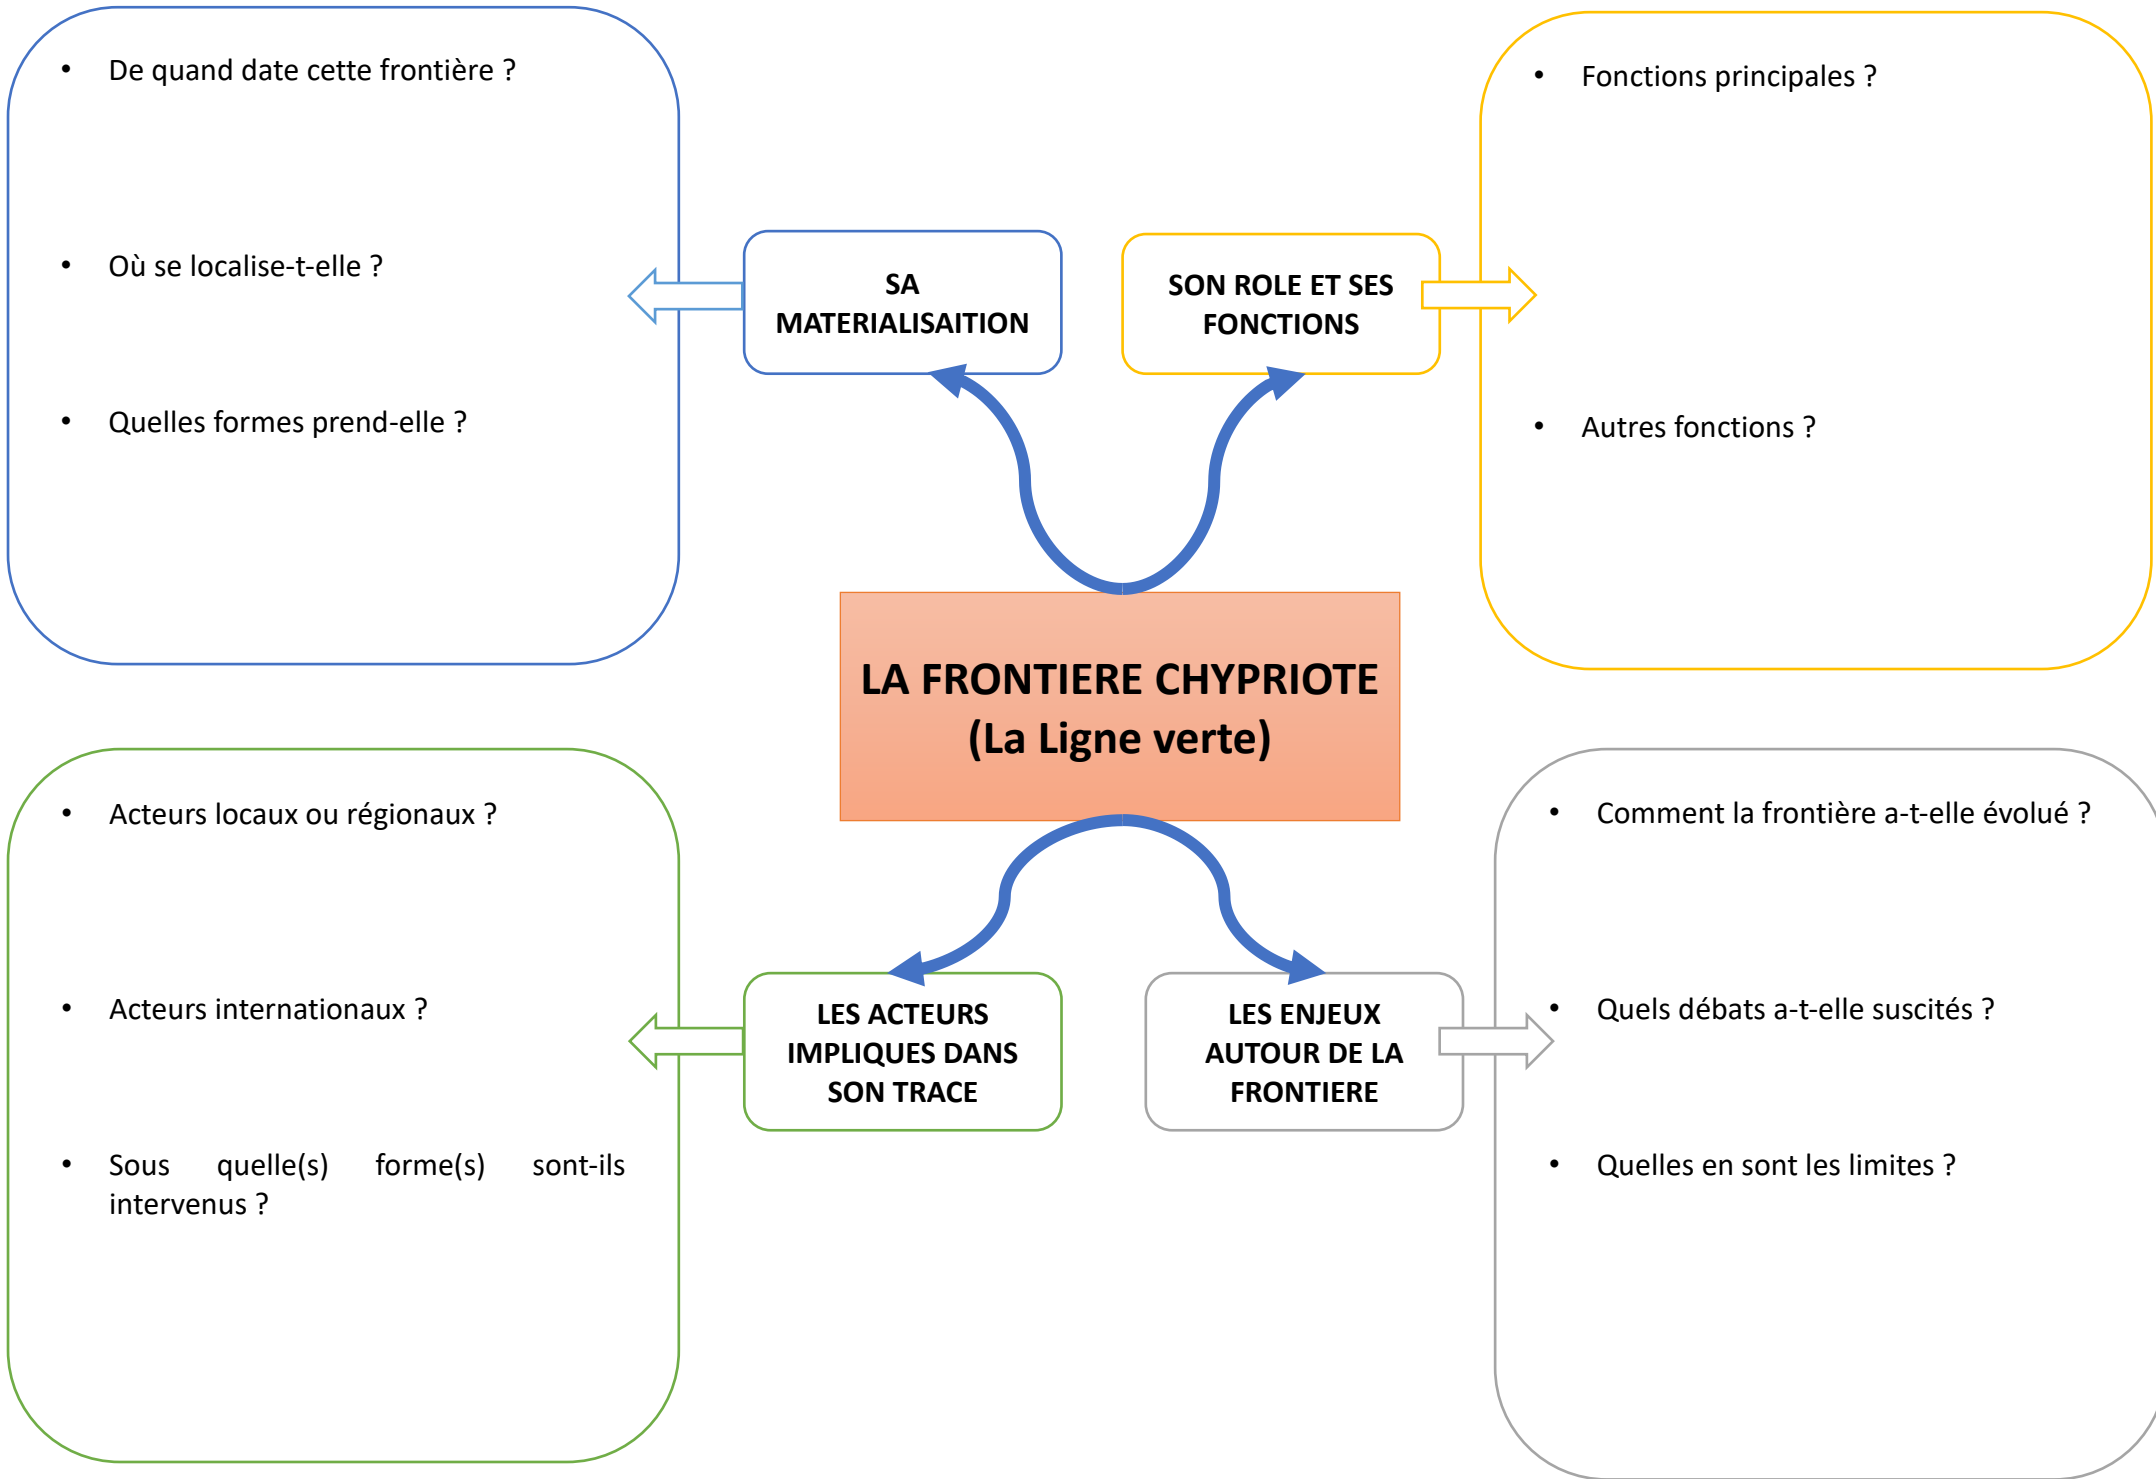 • De quand date cette frontière ?
• Où se localise-t-elle ?
• Quelles formes prend-elle ?
SA
MATERIALISAITION
SON ROLE ET SES
FONCTIONS
• Fonctions principales ?
• Autres fonctions ?
LA FRONTIERE CHYPRIOTE
(La Ligne verte)
• Acteurs locaux ou régionaux ?
• Acteurs internationaux ?
• Sous quelle(s) forme(s) sont-ils
intervenus ?
LES ACTEURS
IMPLIQUES DANS
SON TRACE
LES ENJEUX
AUTOUR DE LA
FRONTIERE
• Comment la frontière a-t-elle évolué ?
• Quels débats a-t-elle suscités ?
• Quelles en sont les limites ?